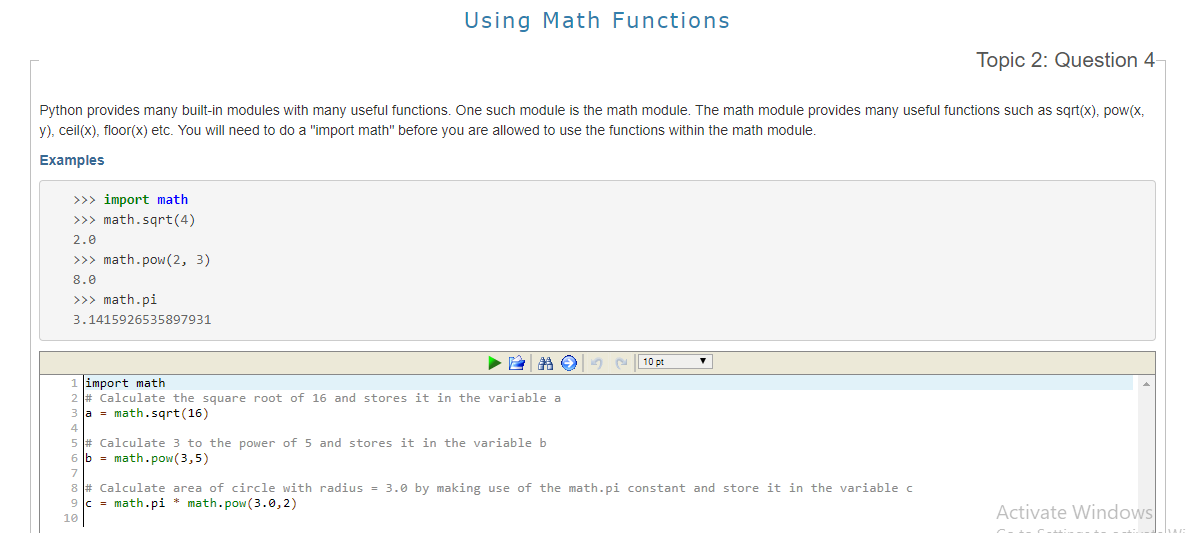 Using Math Functions
Topic 2: Question 4
Python provides many built-in modules with many useful functions. One such module is the math module. The math module provides many useful functions such as sqrt(x), pow(x,
y), ceil(x), floor(x) etc. You will need to do a "import math" before you are allowed to use the functions within the math module.
Examples
>>> import math
>>> math.sqrt(4)
2.0
>>> math.pow(2, 3)
8.0
>>> math.pi
3.1415926535897931
10 pt
1 import math
2 # Calculate the square root of 16 and stores it in the variable a
3 a = math.sqrt(16)
4
5 # Calculate 3 to the power of 5 and stores it in the variable b
6 b = math.pow(3,5)
7
8 # Calculate area of circle with radius = 3.0 by making use of the math.pi constant and store it in the variable c
9 c = math.pi * math.pow(3.0,2)
10
Activate Windows